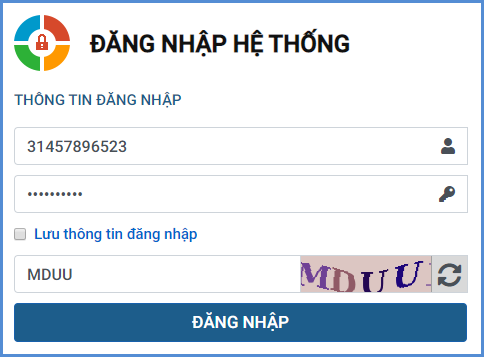 ĐĂNG NHẬP HỆ THỐNG
THÔNG TIN ĐĂNG NHẬP
31457896523
••••••••••
Lưu thông tin đăng nhập
MDUU MDUU
ĐĂNG NHẬP